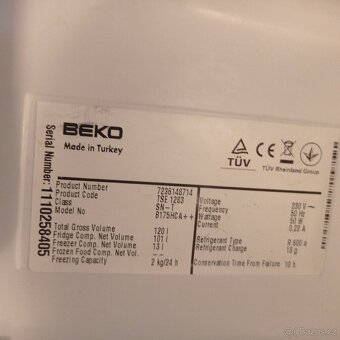 Serial Number: 1110258405
BEKO
Made in Turkey
TÜV
CE
TÜV Rheinland Group
Product Number 7236148714
Product Code TSE 1283
Class SN-T
Model No B175HCA++
Total Gross Volume 120 l
Fridge Comp. Net Volume 101 l
Freezer Comp. Net Volume 13 l
Frozen Food Comp. Net Vol. -
Freezing Capacity 2 kg/24 h
Voltage 230 V ~
Frequency 50 Hz
Wattage 50 W
Current 0,22 A
Refrigerant Type R 600 a
Refrigerant Charge 18 g
Conservation Time From Failure 10 h